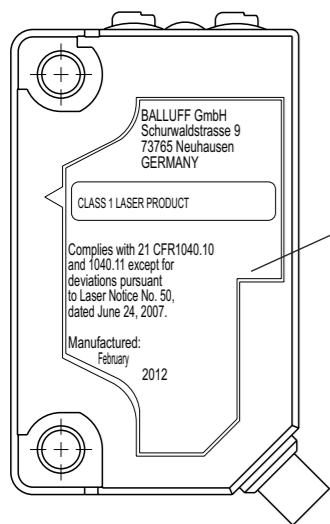 BALLUFF GmbH
Schurwaldstrasse 9
73765 Neuhausen
GERMANY
CLASS 1 LASER PRODUCT
Complies with 21 CFR1040.10
and 1040.11 except for
deviations pursuant
to Laser Notice No. 50,
dated June 24, 2007.
Manufactured:
February
2012